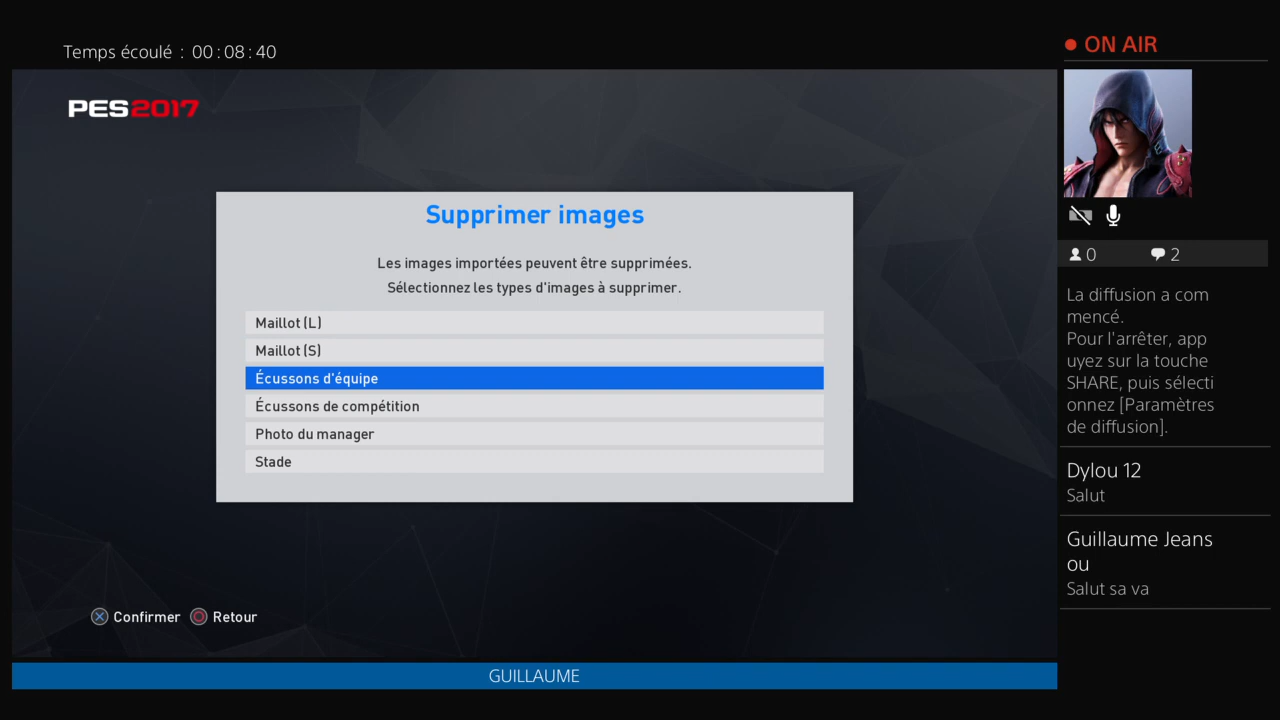 Temps écoulé : 00:08:40
ON AIR
PES2017
Supprimer images
Les images importées peuvent être supprimées.
Sélectionnez les types d'images à supprimer.
Maillot (L)
Maillot (S)
Écussons d'équipe
Écussons de compétition
Photo du manager
Stade
Confirmer Retour
GUILLAUME
0 2
La diffusion a com
mencé.
Pour l'arrêter, app
uyez sur la touche
SHARE, puis sélecti
onnez [Paramètres
de diffusion].
Dylou 12
Salut
Guillaume Jeans
ou
Salut sa va